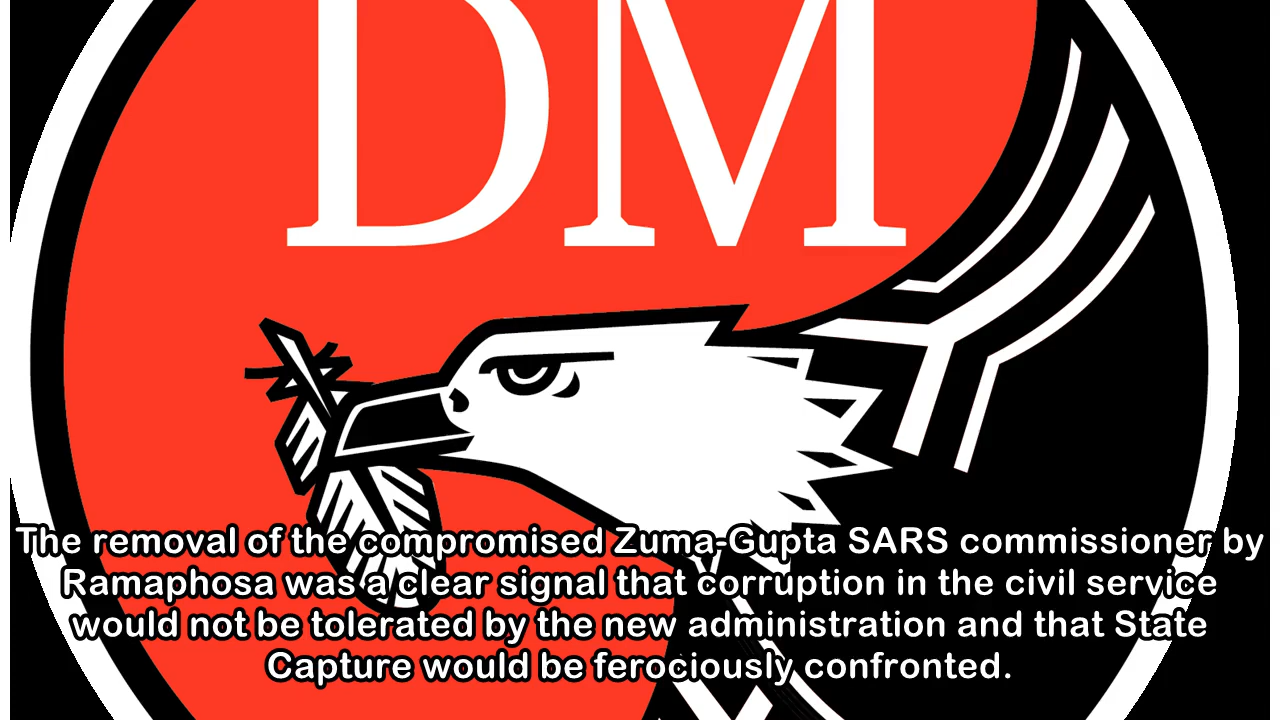 DM
The removal of the compromised Zuma-Gupta SARS commissioner by
Ramaphosa was a clear signal that corruption in the civil service
would not be tolerated by the new administration and that State
Capture would be ferociously confronted.